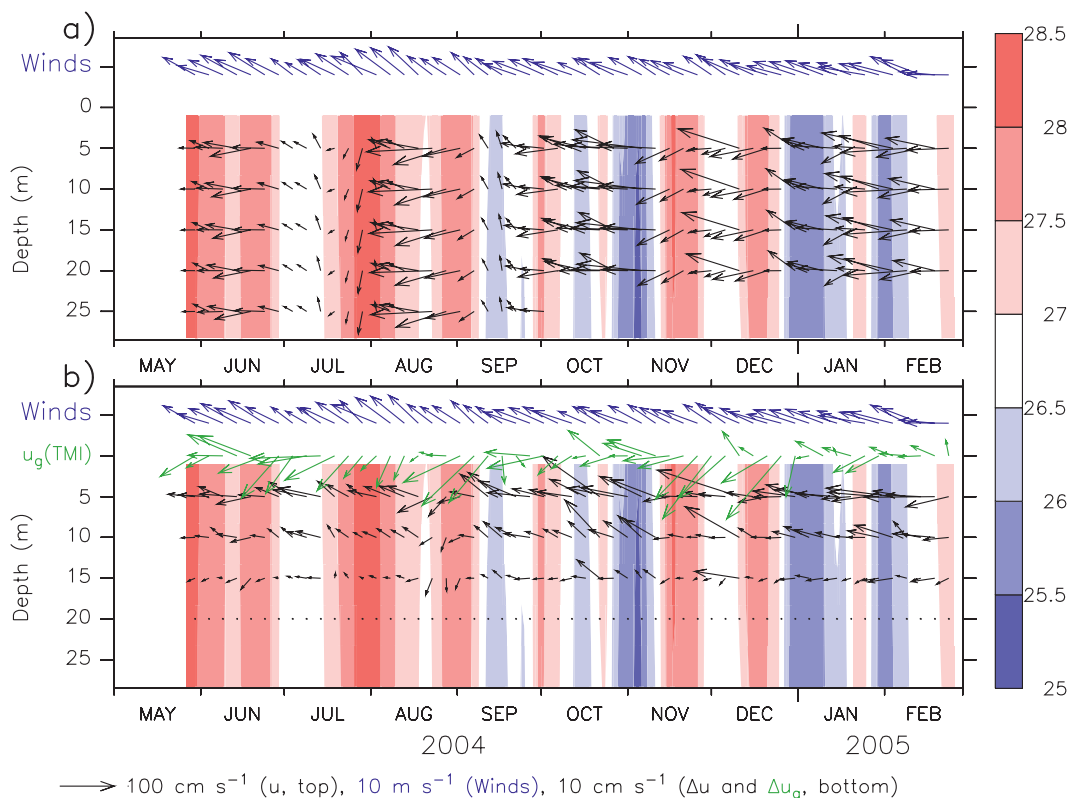 a)
Winds
0
5
10
15
20
25
Depth (m)
MAY JUN JUL AUG SEP OCT NOV DEC JAN FEB
b)
Winds
u_g(TMI)
5
10
15
20
25
Depth (m)
MAY JUN JUL AUG SEP OCT NOV DEC JAN FEB
2004 2005
28.5
28
27.5
27
26.5
26
25.5
25
100 cm s⁻¹ (u, top), 10 m s⁻¹ (Winds), 10 cm s⁻¹ (Δu and Δu_g, bottom)